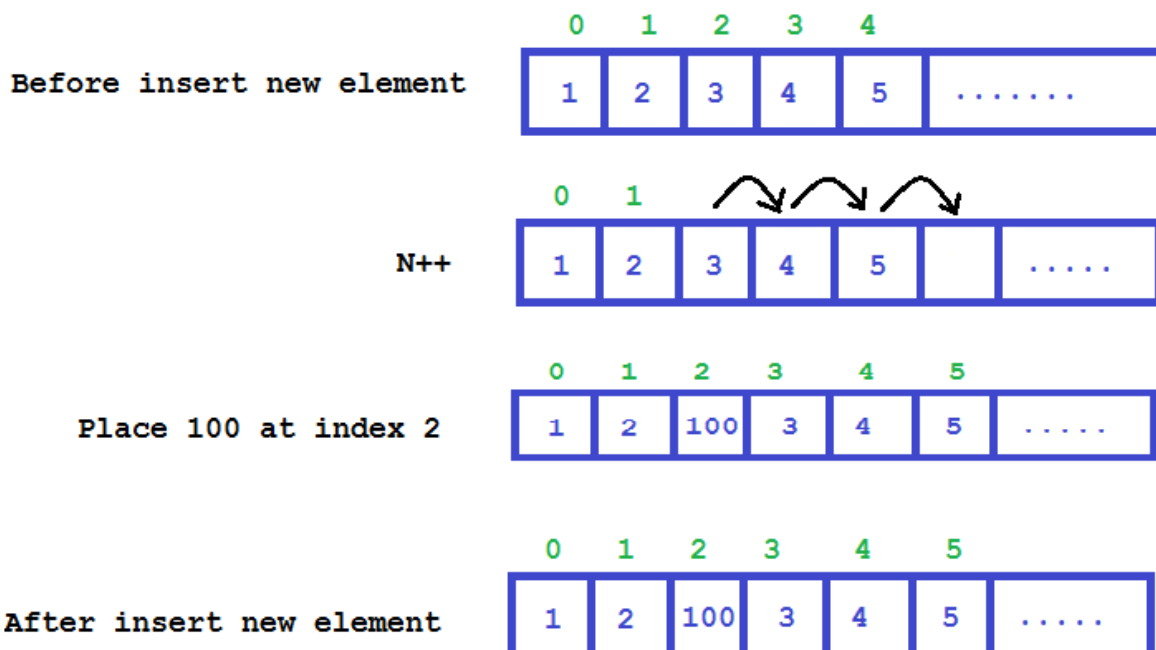 0 1 2 3 4
Before insert new element 1 2 3 4 5 .......
0 1
N++ 1 2 3 4 5 .....
0 1 2 3 4 5
Place 100 at index 2 1 2 100 3 4 5 .....
0 1 2 3 4 5
After insert new element 1 2 100 3 4 5 .....